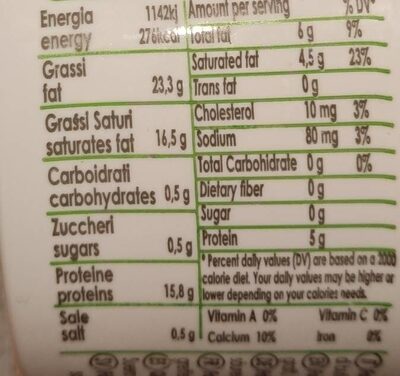 Energia 1142kj
energy 276kcal
Grassi
fat 23,3 g
Grassi Saturi
saturates fat 16,5 g
Carboidrati
carbohydrates 0,5 g
Zuccheri
sugars 0,5 g
Proteine
proteins 15,8 g
Sale
salt 0,5 g
Amount per serving % DV*
Total fat 6 g 9%
Saturated fat 4,5 g 23%
Trans fat 0 g
Cholesterol 10 mg 3%
Sodium 80 mg 3%
Total Carbohidrate 0 g 0%
Dietary fiber 0 g
Sugar 0 g
Protein 5 g
* Percent daily values (DV) are based on a 2000
calorie diet. Your daily values may be higher or
lower depending on your calories needs.
Vitamin A 0% Vitamin C 0%
Calcium 10% Iron 0%